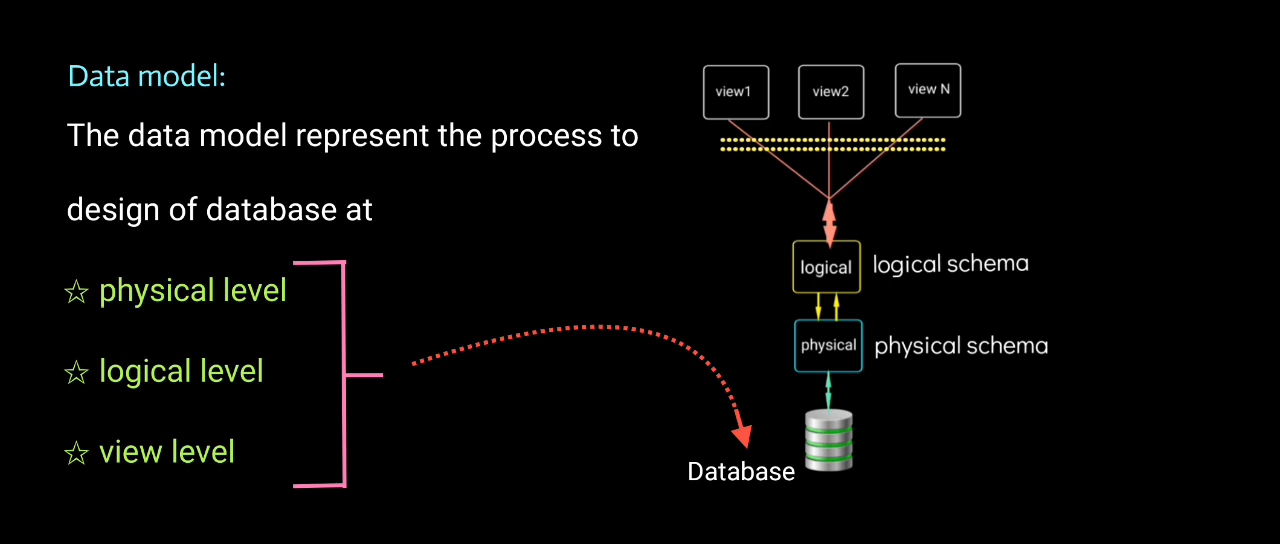 Data model:
The data model represent the process to
design of database at
☆ physical level
☆ logical level
☆ view level
view1
view2
view N
logical
logical schema
physical
physical schema
Database